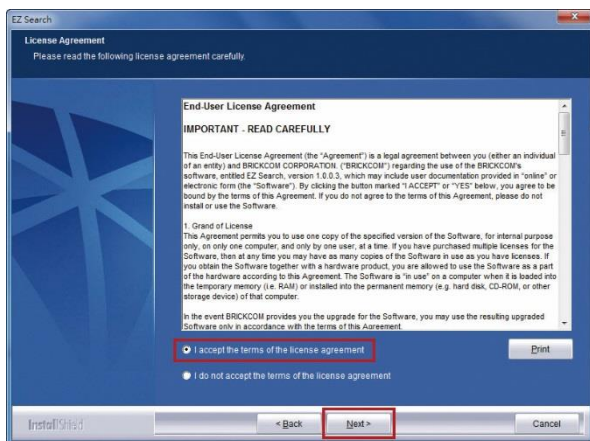 EZ Search
License Agreement
Please read the following license agreement carefully.
End-User License Agreement
IMPORTANT - READ CAREFULLY
This End-User License Agreement (the "Agreement") is a legal agreement between you (either an individual
of an entity) and BRICKCOM CORPORATION. ("BRICKCOM") regarding the use of the BRICKCOM's
software, entitled EZ Search, version 1.0.0.3, which may include user documentation provided in "online" or
electronic form (the "Software"). By clicking the button marked "I ACCEPT" or "YES" below, you agree to be
bound by the terms of this Agreement. If you do not agree to the terms of this Agreement, please do not
install or use the Software.
1. Grand of License
This Agreement permits you to use one copy of the specified version of the Software, for internal purpose
only, on only one computer, and only by one user, at a time. If you have purchased multiple licenses for the
Software, then at any time you may have as many copies of the Software in use as you have licenses. If
you obtain the Software together with a hardware product, you are allowed to use the Software as a part
of the hardware according to this Agreement. The Software is "in use" on a computer when it is loaded into
the temporary memory (i.e. RAM) or installed into the permanent memory (e.g. hard disk, CD-ROM, or other
storage device) of that computer.
In the event BRICKCOM provides you the upgrade for the Software, you may use the resulting upgraded
Software only in accordance with the terms of this Agreement.
I accept the terms of the license agreement
Print
I do not accept the terms of the license agreement
InstallShield
< Back
Next >
Cancel